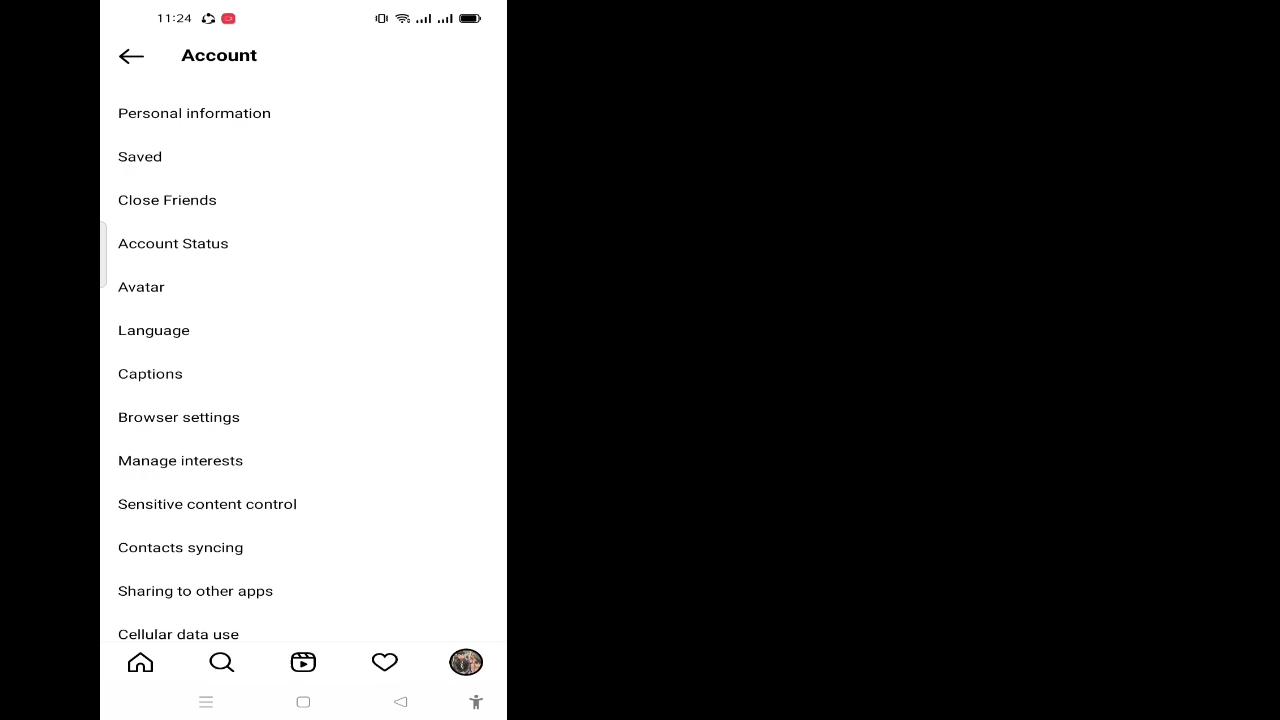 11:24
Account
Personal information
Saved
Close Friends
Account Status
Avatar
Language
Captions
Browser settings
Manage interests
Sensitive content control
Contacts syncing
Sharing to other apps
Cellular data use